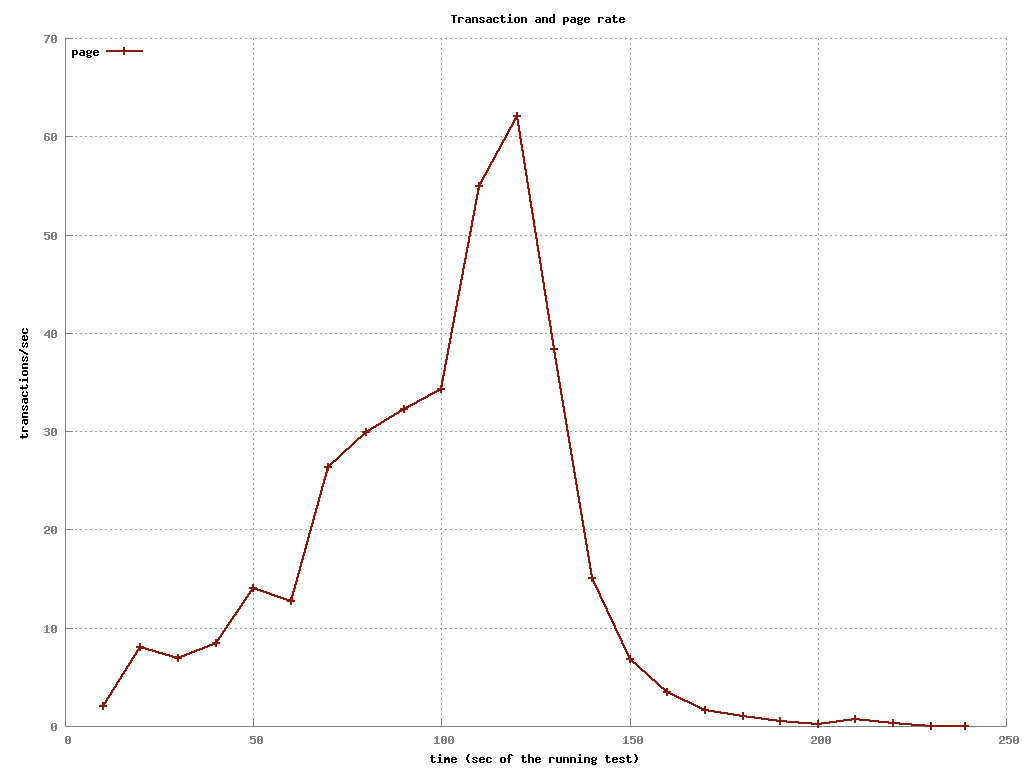 Transaction and page rate
page
70
60
50
40
30
20
10
0
transactions/sec
0 50 100 150 200 250
time (sec of the running test)